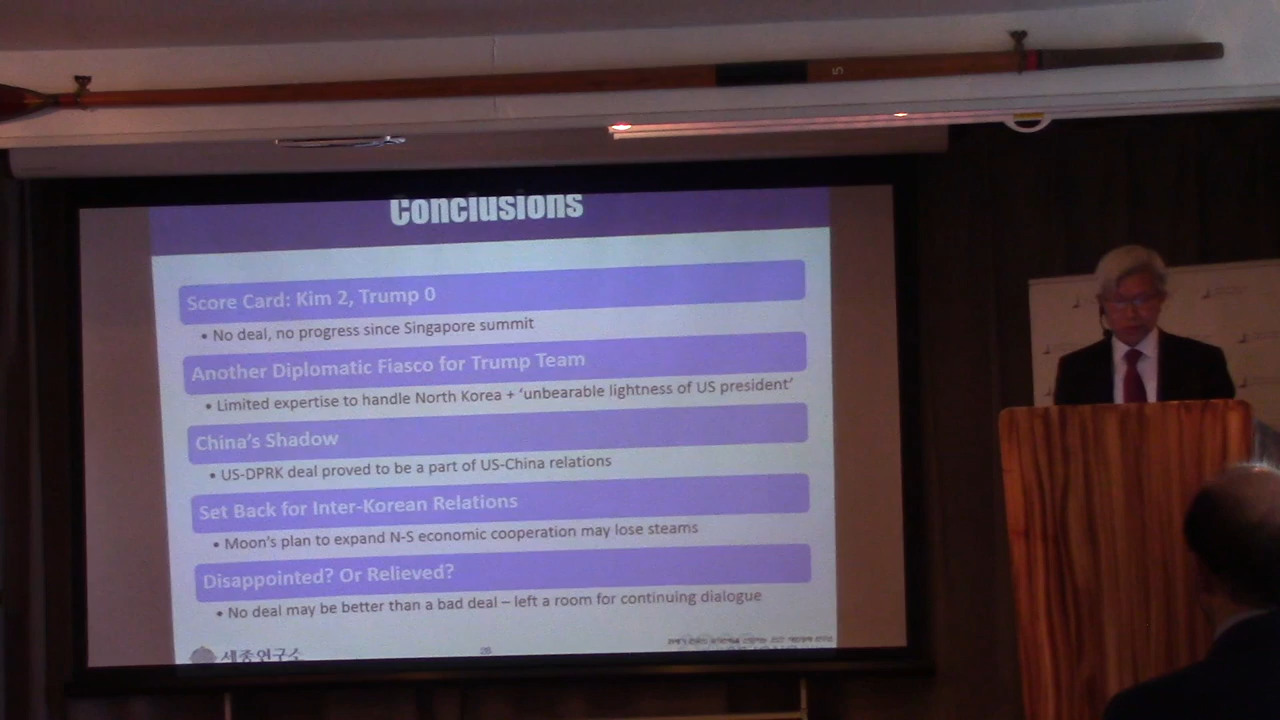 5
Conclusions
Score Card: Kim 2, Trump 0
• No deal, no progress since Singapore summit
Another Diplomatic Fiasco for Trump Team
• Limited expertise to handle North Korea + ‘unbearable lightness of US president’
China’s Shadow
• US-DPRK deal proved to be a part of US-China relations
Set Back for Inter-Korean Relations
• Moon’s plan to expand N-S economic cooperation may lose steams
Disappointed? Or Relieved?
• No deal may be better than a bad deal – left a room for continuing dialogue
세종연구소